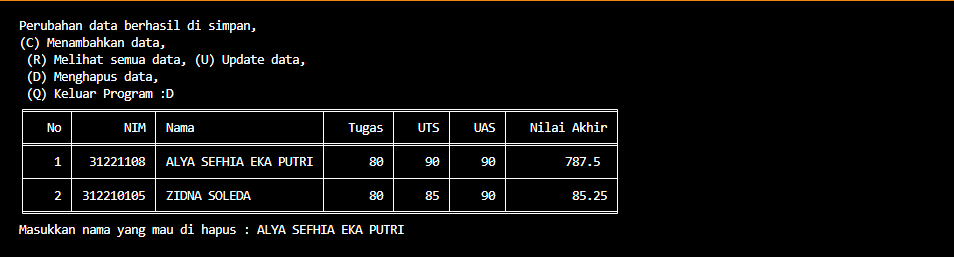 Perubahan data berhasil di simpan,
(C) Menambahkan data,
(R) Melihat semua data, (U) Update data,
(D) Menghapus data,
(Q) Keluar Program :D
No NIM Nama Tugas UTS UAS Nilai Akhir
1 31221108 ALYA SEFHIA EKA PUTRI 80 90 90 787.5
2 312210105 ZIDNA SOLEDA 80 85 90 85.25
Masukkan nama yang mau di hapus : ALYA SEFHIA EKA PUTRI